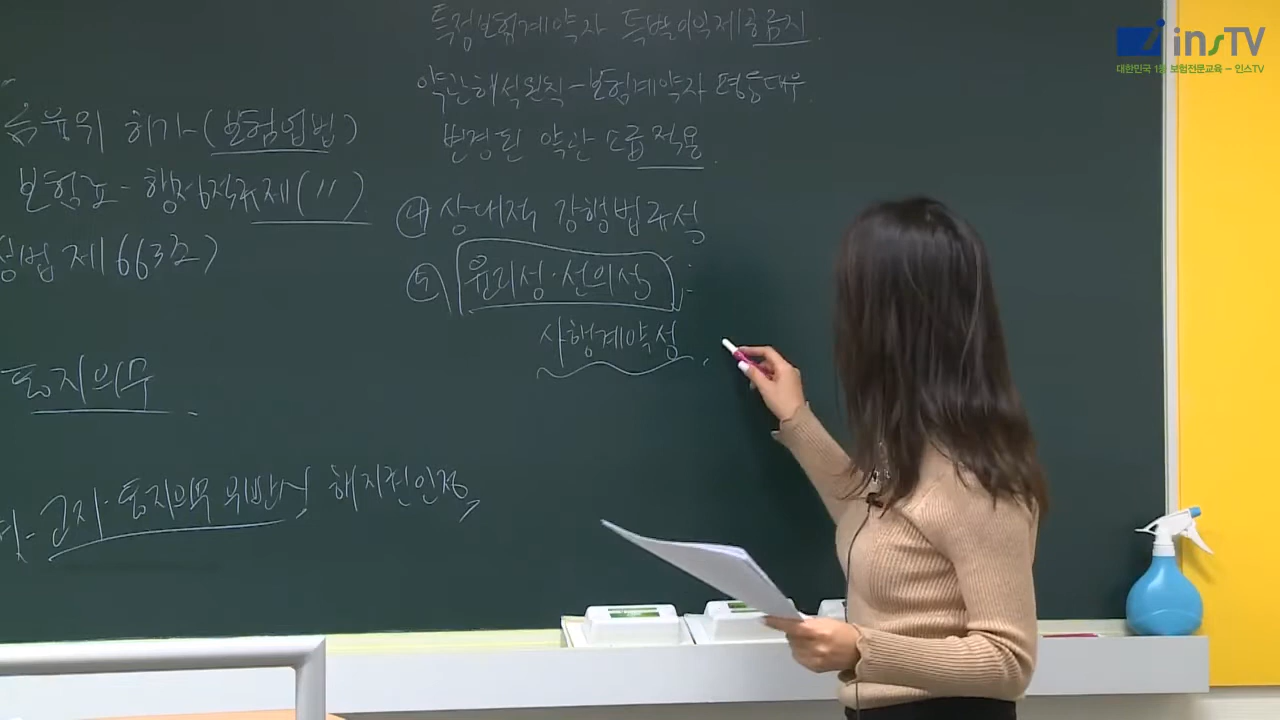 금융위 허가-(보험업법)
보험료-행정적규제(〃)
성법 제663조)
통지의무
고지·통지의무 위반시 해지권인정
특정보험계약자 특별이익제공금지.
약관해석원칙-보험계약자 평등대우.
변경된 약관 소급적용.
④ 상대적 강행법규성
⑤ 윤리성·선의성
사행계약성
insTV
대한민국 1등 보험전문교육 - 인스TV